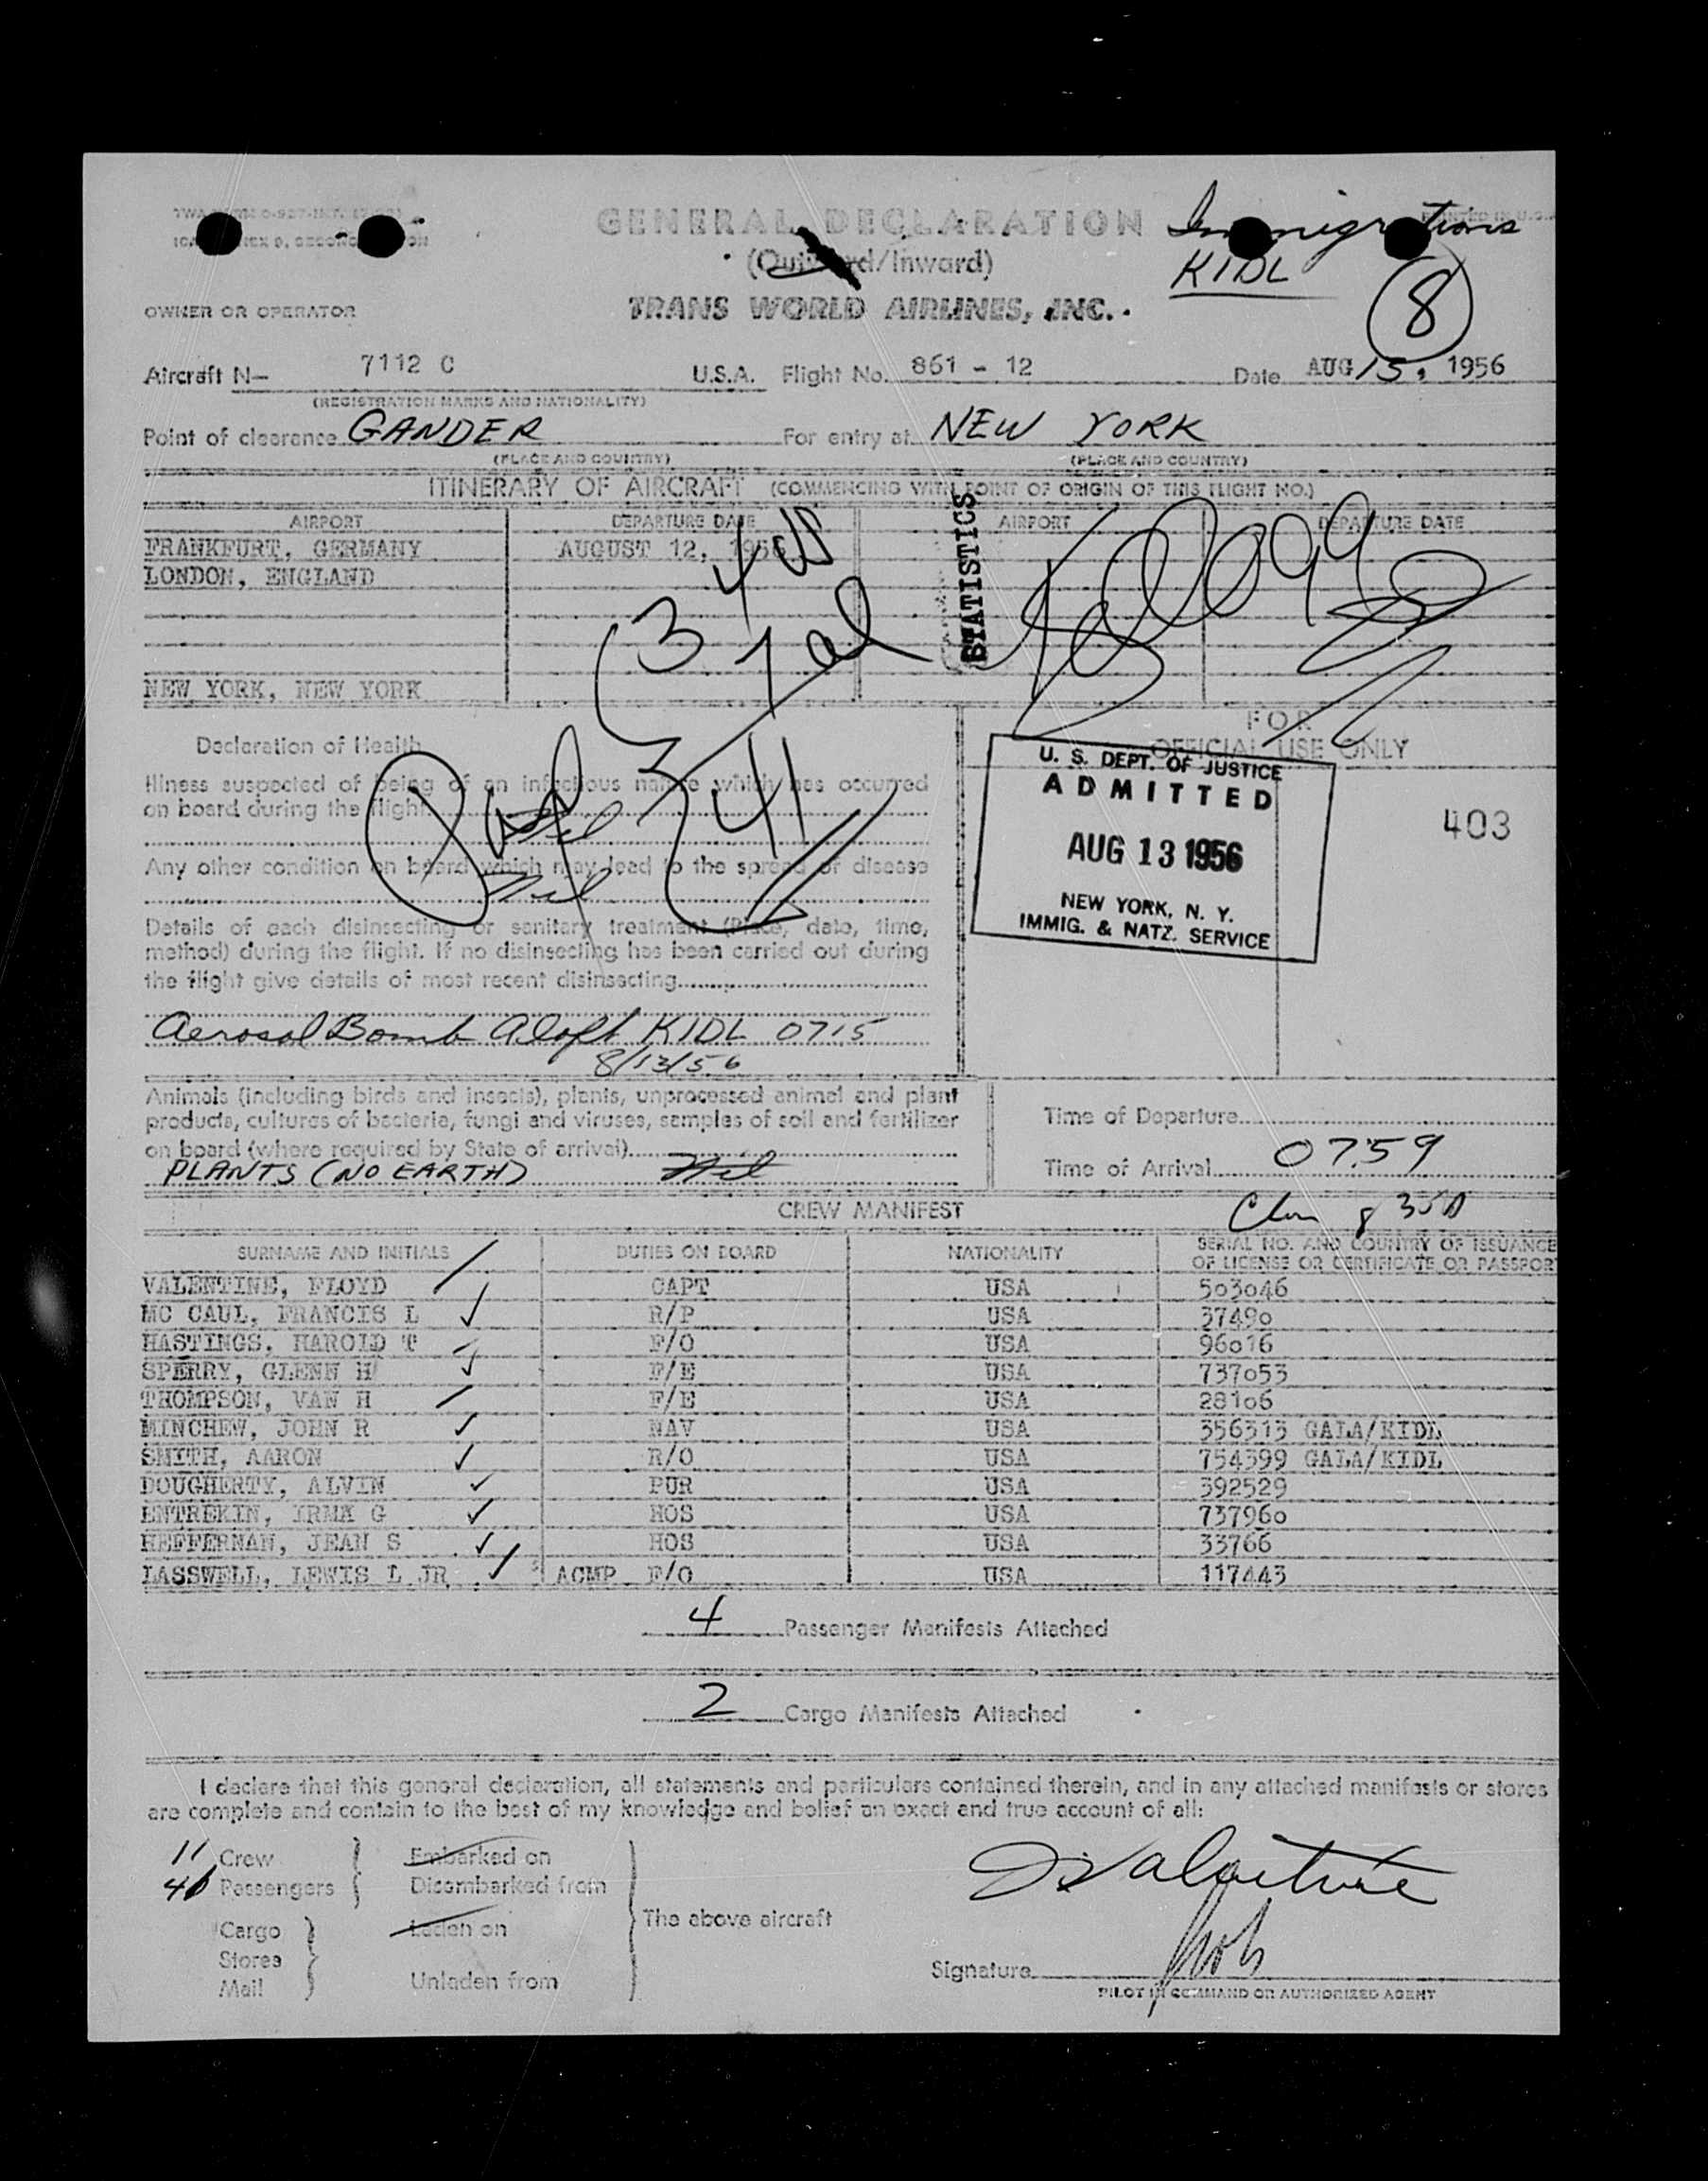 GENERAL DECLARATION
Immigrations
(Outward/Inward)
KIDL
8
OWNER OR OPERATOR
TRANS WORLD AIRLINES, INC.
Aircraft N— 7112 C U.S.A. Flight No. 861 - 12 Date AUG 15, 1956
(REGISTRATION MARKS AND NATIONALITY)
Point of clearance GANDER For entry at NEW YORK
(PLACE AND COUNTRY) (PLACE AND COUNTRY)
ITINERARY OF AIRCRAFT (COMMENCING WITH POINT OF ORIGIN OF THIS FLIGHT NO.)
AIRPORT DEPARTURE DATE AIRPORT DEPARTURE DATE
FRANKFURT, GERMANY AUGUST 12, 1956
LONDON, ENGLAND
STATISTICS
NEW YORK, NEW YORK
3
41
FOR
OFFICIAL USE ONLY
Declaration of Health
Illness suspected of being of an infectious nature which has occurred
on board during the flight Nil
Any other condition on board which may lead to the spread of disease
Nil
Details of each disinsecting or sanitary treatment (Place, date, time,
method) during the flight. If no disinsecting has been carried out during
the flight give details of most recent disinsecting
Aerosol Bomb Aloft KIDL 0715
8/13/56
U. S. DEPT. OF JUSTICE
ADMITTED
AUG 13 1956
NEW YORK, N. Y.
IMMIG. & NATZ. SERVICE
403
Animals (including birds and insects), plants, unprocessed animal and plant
products, cultures of bacteria, fungi and viruses, samples of soil and fertilizer
on board (where required by State of arrival)
PLANTS (NO EARTH) Nil
Time of Departure
Time of Arrival 0759
CREW MANIFEST
SURNAME AND INITIALS DUTIES ON BOARD NATIONALITY SERIAL NO. AND COUNTRY OF ISSUANCE
OF LICENSE OR CERTIFICATE OR PASSPOR
VALENTINE, FLOYD CAPT USA 503046
MC CAUL, FRANCIS L R/P USA 37490
HASTINGS, HAROLD T F/O USA 96016
SPERRY, GLENN H F/E USA 737053
THOMPSON, VAN H F/E USA 28106
MINCHEW, JOHN R NAV USA 356313 GALA/KIDL
SMITH, AARON R/O USA 754399 GALA/KIDL
DOUGHERTY, ALVIN PUR USA 392529
ENTREKIN, IRMA G HOS USA 737960
HEFFERNAN, JEAN S HOS USA 33766
LASSWELL, LEWIS L JR ACMP F/O USA 117443
4 Passenger Manifests Attached
2 Cargo Manifests Attached
I declare that this general declaration, all statements and particulars contained therein, and in any attached manifests or stores
are complete and contain to the best of my knowledge and belief an exact and true account of all:
11 Crew Embarked on
Passengers Disembarked from
Cargo Laden on The above aircraft
Stores
Mail Unladen from
Signature
PILOT IN COMMAND OR AUTHORIZED AGENT